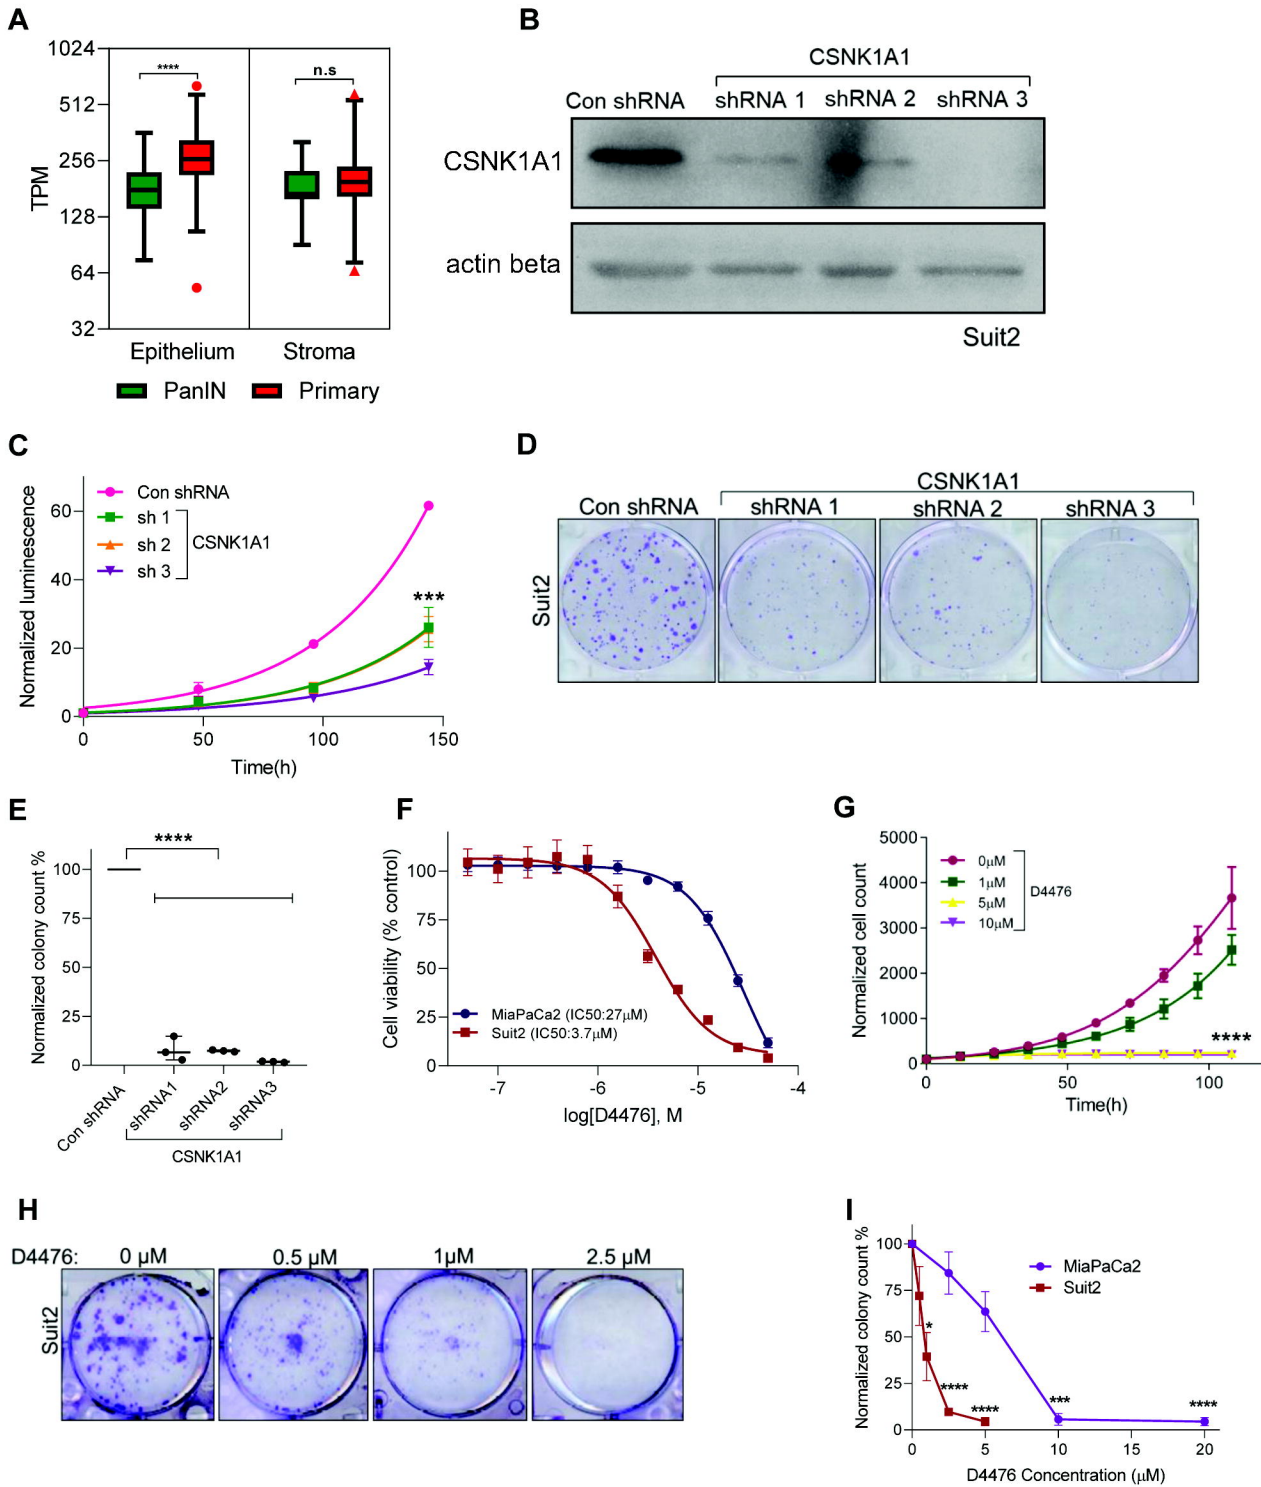 A
1024
512
256
128
64
32
TPM
****
n.s
Epithelium
Stroma
PanIN
Primary
B
CSNK1A1
Con shRNA
shRNA 1
shRNA 2
shRNA 3
CSNK1A1
actin beta
Suit2
C
Normalized luminescence
60
40
20
0
Con shRNA
sh 1
sh 2
sh 3
CSNK1A1
***
0
50
100
150
Time(h)
D
CSNK1A1
Con shRNA
shRNA 1
shRNA 2
shRNA 3
Suit2
E
Normalized colony count %
100
75
50
25
0
****
Con shRNA
shRNA1
shRNA2
shRNA3
CSNK1A1
F
Cell viability (% control)
100
75
50
25
0
MiaPaCa2 (IC50:27μM)
Suit2 (IC50:3.7μM)
-7
-6
-5
-4
log[D4476], M
G
Normalized cell count
5000
4000
3000
2000
1000
0
0μM
1μM
5μM
10μM
D4476
****
0
50
100
Time(h)
H
D4476:
0 μM
0.5 μM
1μM
2.5 μM
Suit2
I
Normalized colony count %
100
75
50
25
0
MiaPaCa2
Suit2
*
****
****
***
****
0
5
10
15
20
D4476 Concentration (μM)